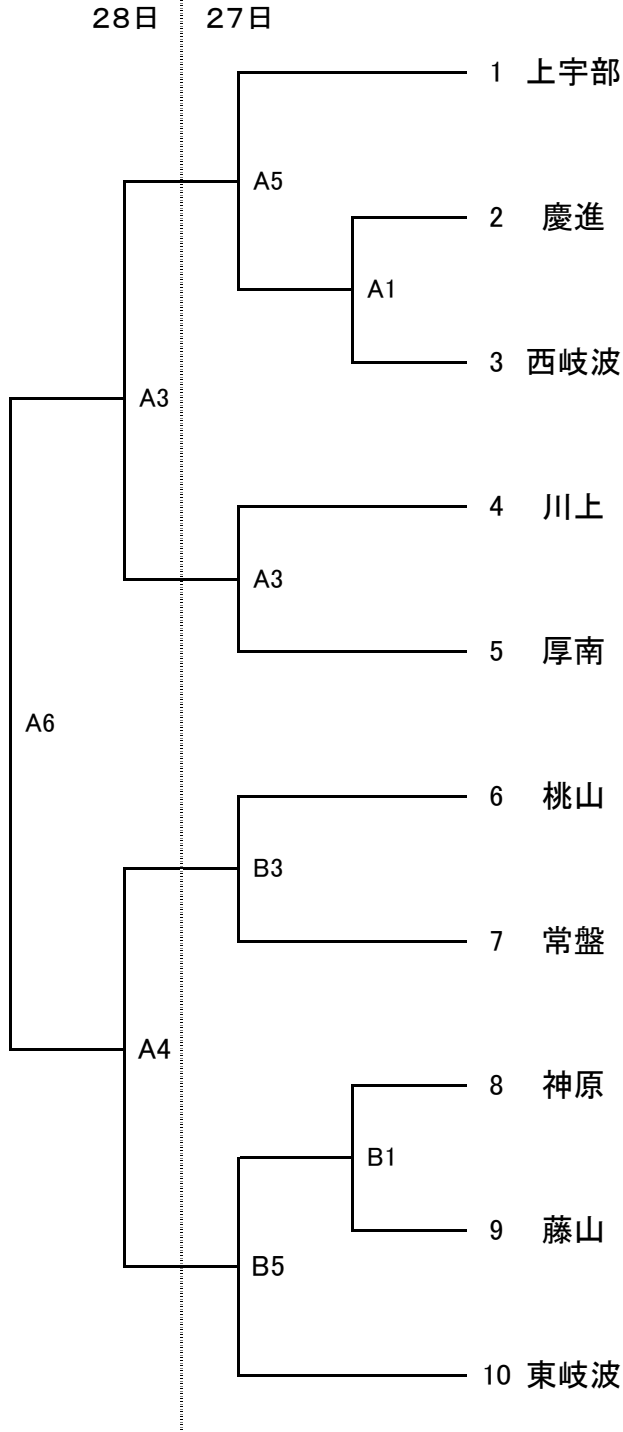 28日 27日
1 上宇部
A5
2 慶進
A1
3 西岐波
A3
4 川上
A3
5 厚南
A6
6 桃山
B3
7 常盤
A4
8 神原
B1
9 藤山
B5
10 東岐波